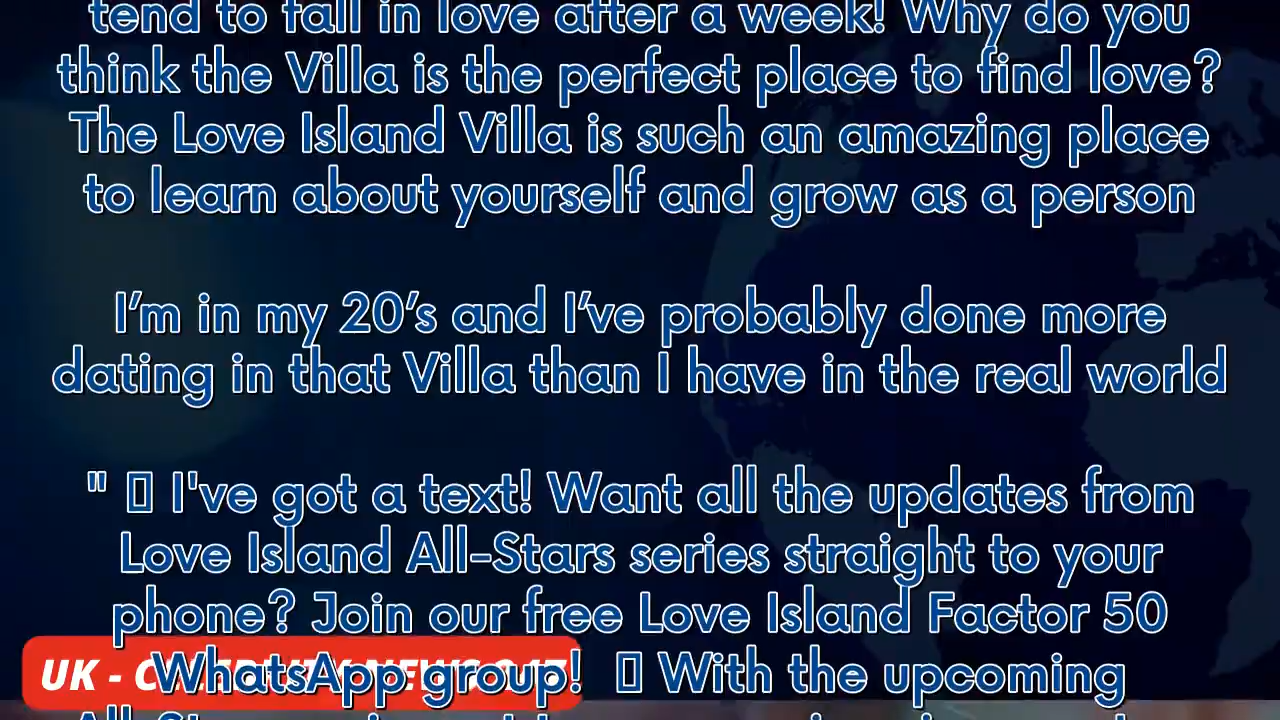 tend to fall in love after a week! Why do you
think the Villa is the perfect place to find love?
The Love Island Villa is such an amazing place
to learn about yourself and grow as a person
I’m in my 20’s and I’ve probably done more
dating in that Villa than I have in the real world
" I've got a text! Want all the updates from
Love Island All-Stars series straight to your
phone? Join our free Love Island Factor 50
WhatsApp group! With the upcoming
UK -